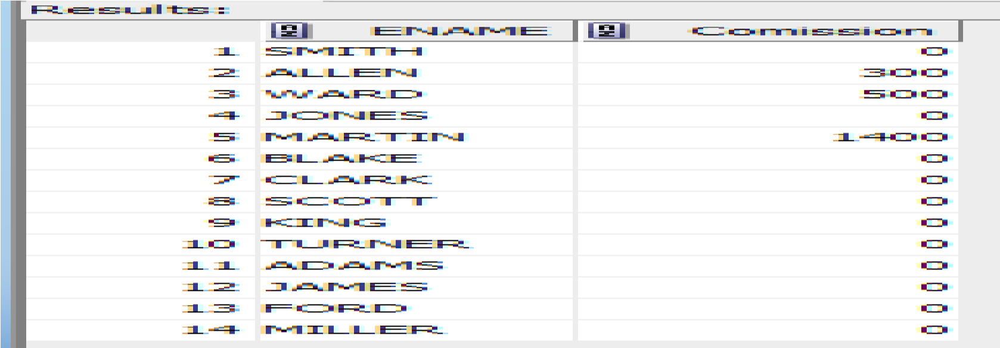 Results:
ENAME Comission
1 SMITH 0
2 ALLEN 300
3 WARD 500
4 JONES 0
5 MARTIN 1400
6 BLAKE 0
7 CLARK 0
8 SCOTT 0
9 KING 0
10 TURNER 0
11 ADAMS 0
12 JAMES 0
13 FORD 0
14 MILLER 0